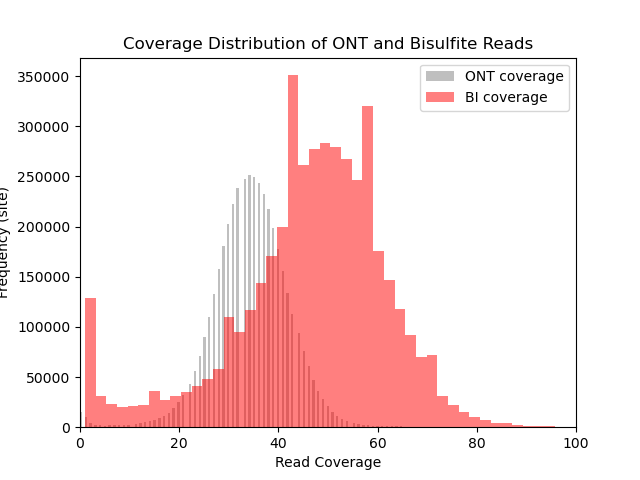 Coverage Distribution of ONT and Bisulfite Reads
ONT coverage
BI coverage
350000
300000
250000
200000
150000
100000
50000
0
Frequency (site)
0 20 40 60 80 100
Read Coverage